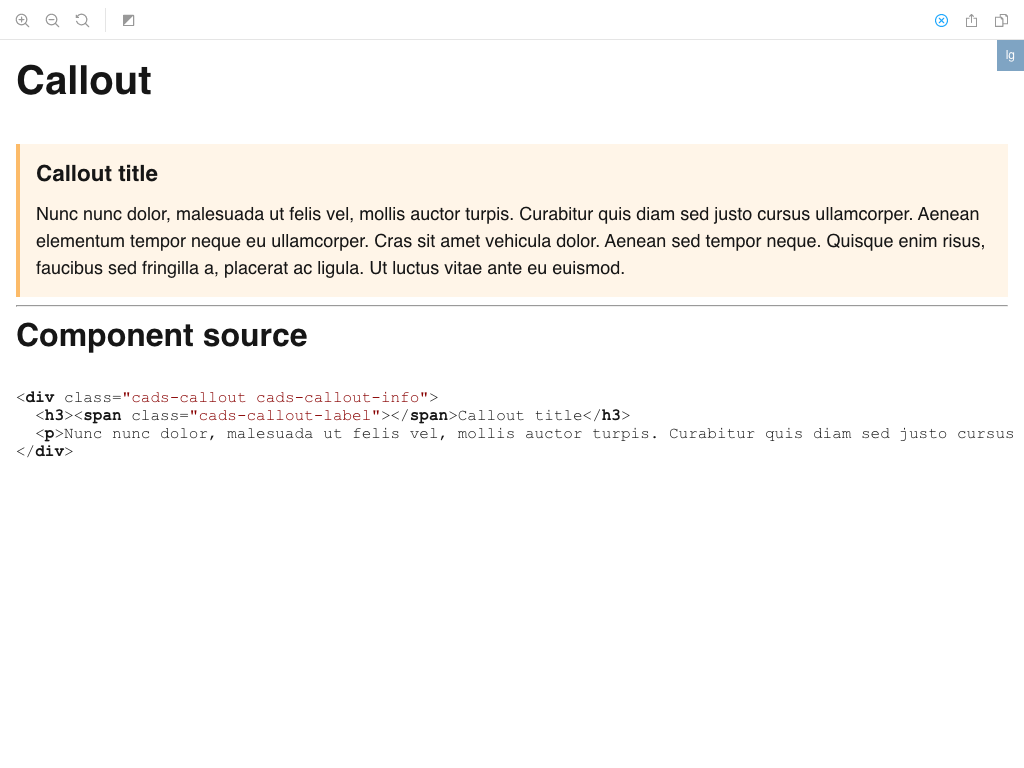 lg
Callout
Callout title
Nunc nunc dolor, malesuada ut felis vel, mollis auctor turpis. Curabitur quis diam sed justo cursus ullamcorper. Aenean
elementum tempor neque eu ullamcorper. Cras sit amet vehicula dolor. Aenean sed tempor neque. Quisque enim risus,
faucibus sed fringilla a, placerat ac ligula. Ut luctus vitae ante eu euismod.
Component source
<div class="cads-callout cads-callout-info">
  <h3><span class="cads-callout-label"></span>Callout title</h3>
  <p>Nunc nunc dolor, malesuada ut felis vel, mollis auctor turpis. Curabitur quis diam sed justo cursus
</div>